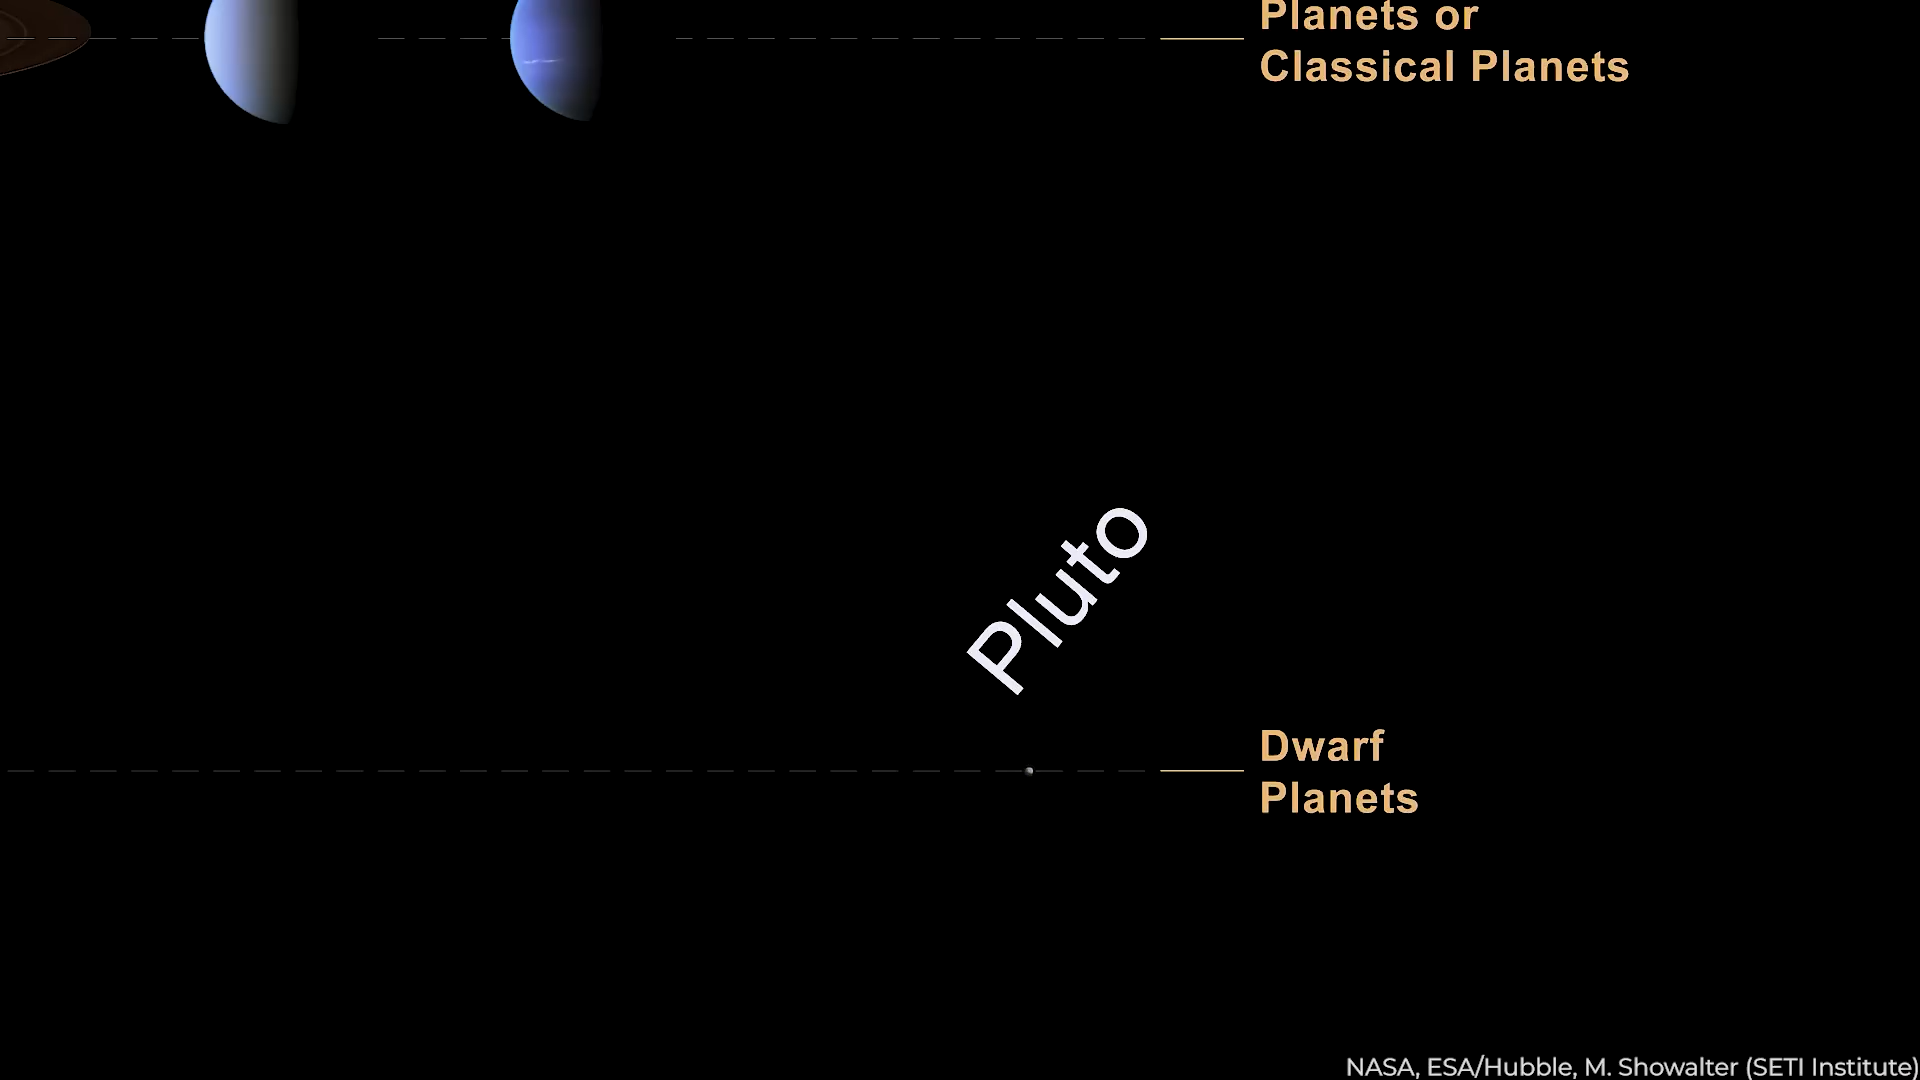 Planets or
Classical Planets
Pluto
Dwarf
Planets
NASA, ESA/Hubble, M. Showalter (SETI Institute)